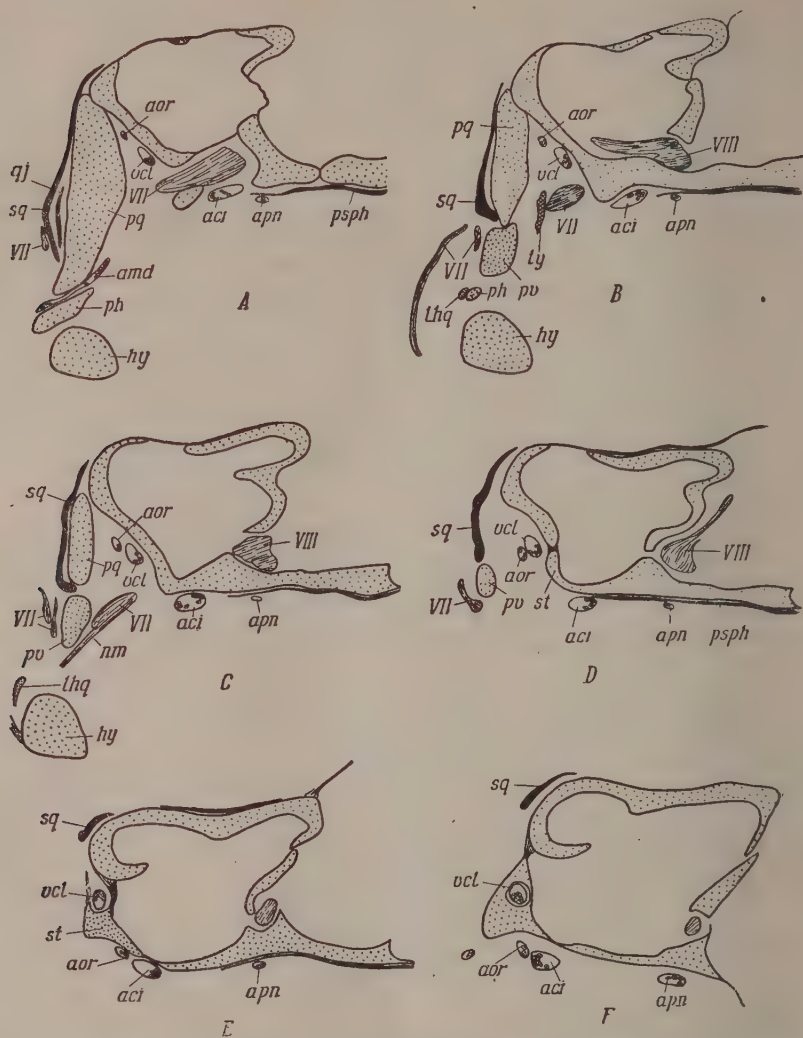 aor
qj
vcl
sq
VII
VII
pq
aci
apn
psph
amd
ph
hy
A
pq
aor
VIII
vcl
sq
VII
VII
ty
aci
apn
lhq
ph
pv
B
hy
sq
aor
VIII
pq
vcl
VII
VII
aci
apn
pv
nm
C
lhq
hy
sq
vcl
VIII
aor
VII
pv
st
aci
apn
psph
D
sq
vcl
st
aor
aci
apn
E
sq
vcl
aor
aci
apn
F